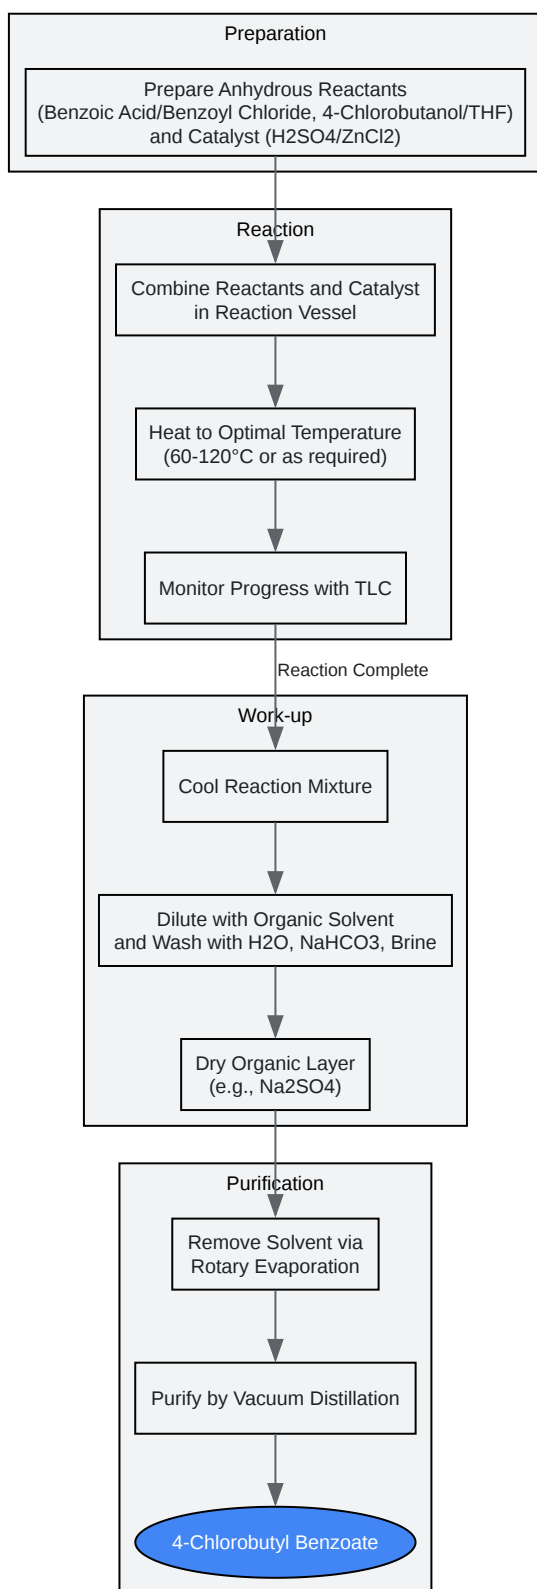 Preparation
Prepare Anhydrous Reactants
(Benzoic Acid/Benzoyl Chloride, 4-Chlorobutanol/THF)
and Catalyst (H2SO4/ZnCl2)
Reaction
Combine Reactants and Catalyst
in Reaction Vessel
Heat to Optimal Temperature
(60-120°C or as required)
Monitor Progress with TLC
Reaction Complete
Work-up
Cool Reaction Mixture
Dilute with Organic Solvent
and Wash with H2O, NaHCO3, Brine
Dry Organic Layer
(e.g., Na2SO4)
Purification
Remove Solvent via
Rotary Evaporation
Purify by Vacuum Distillation
4-Chlorobutyl Benzoate